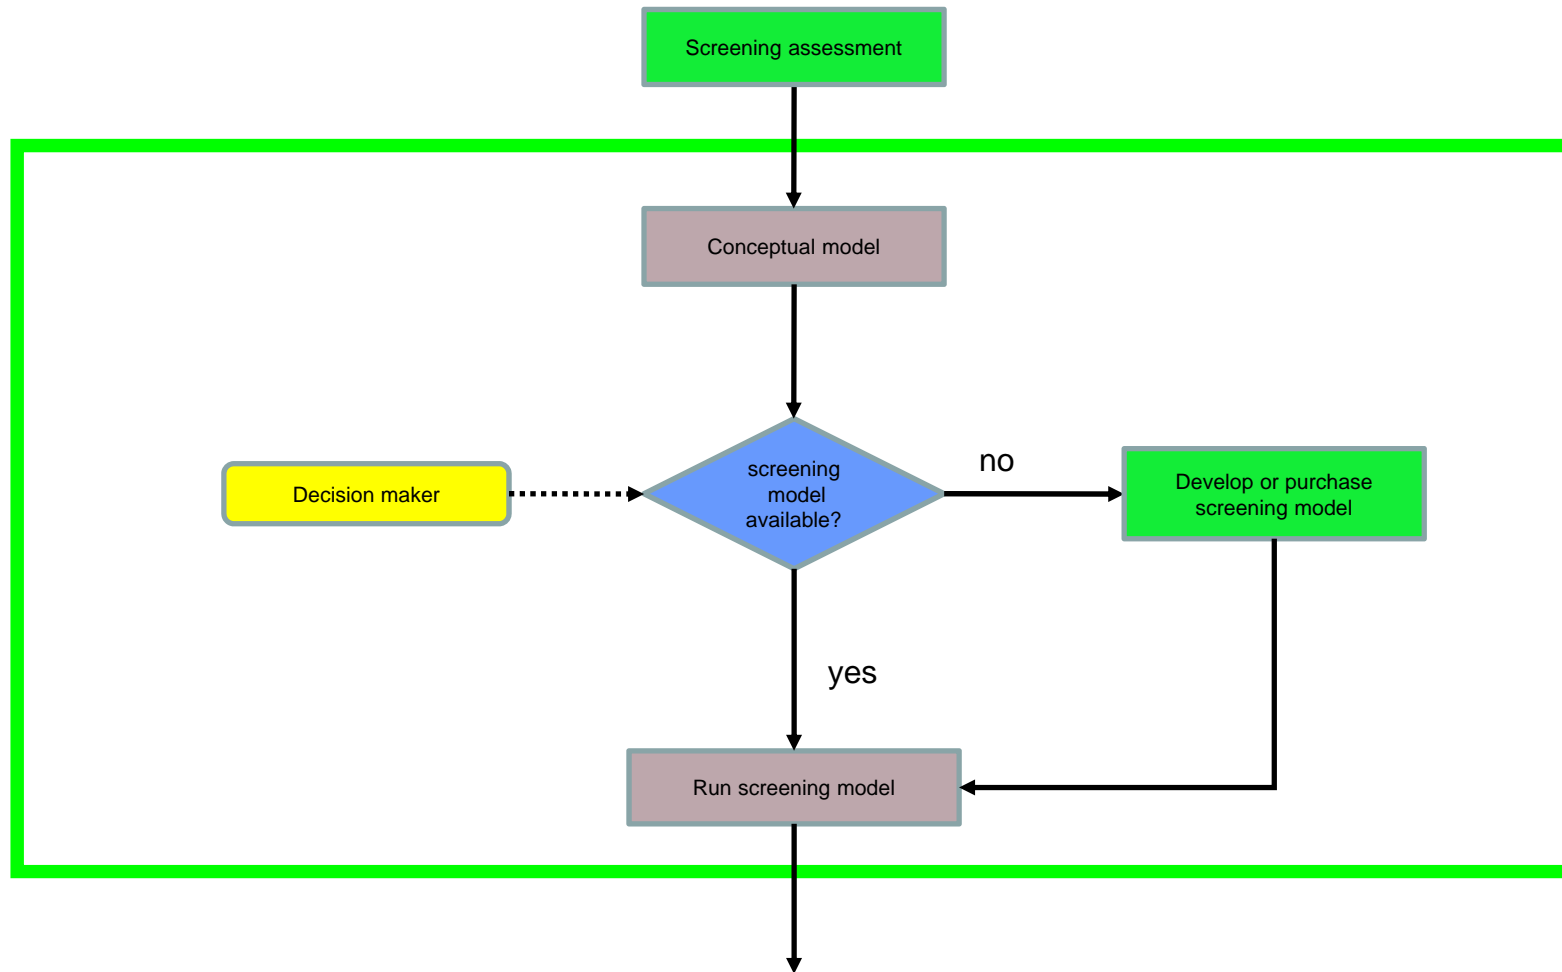 Screening assessment
Conceptual model
screening
model
available?
no
Decision maker
Develop or purchase
screening model
yes
Run screening model